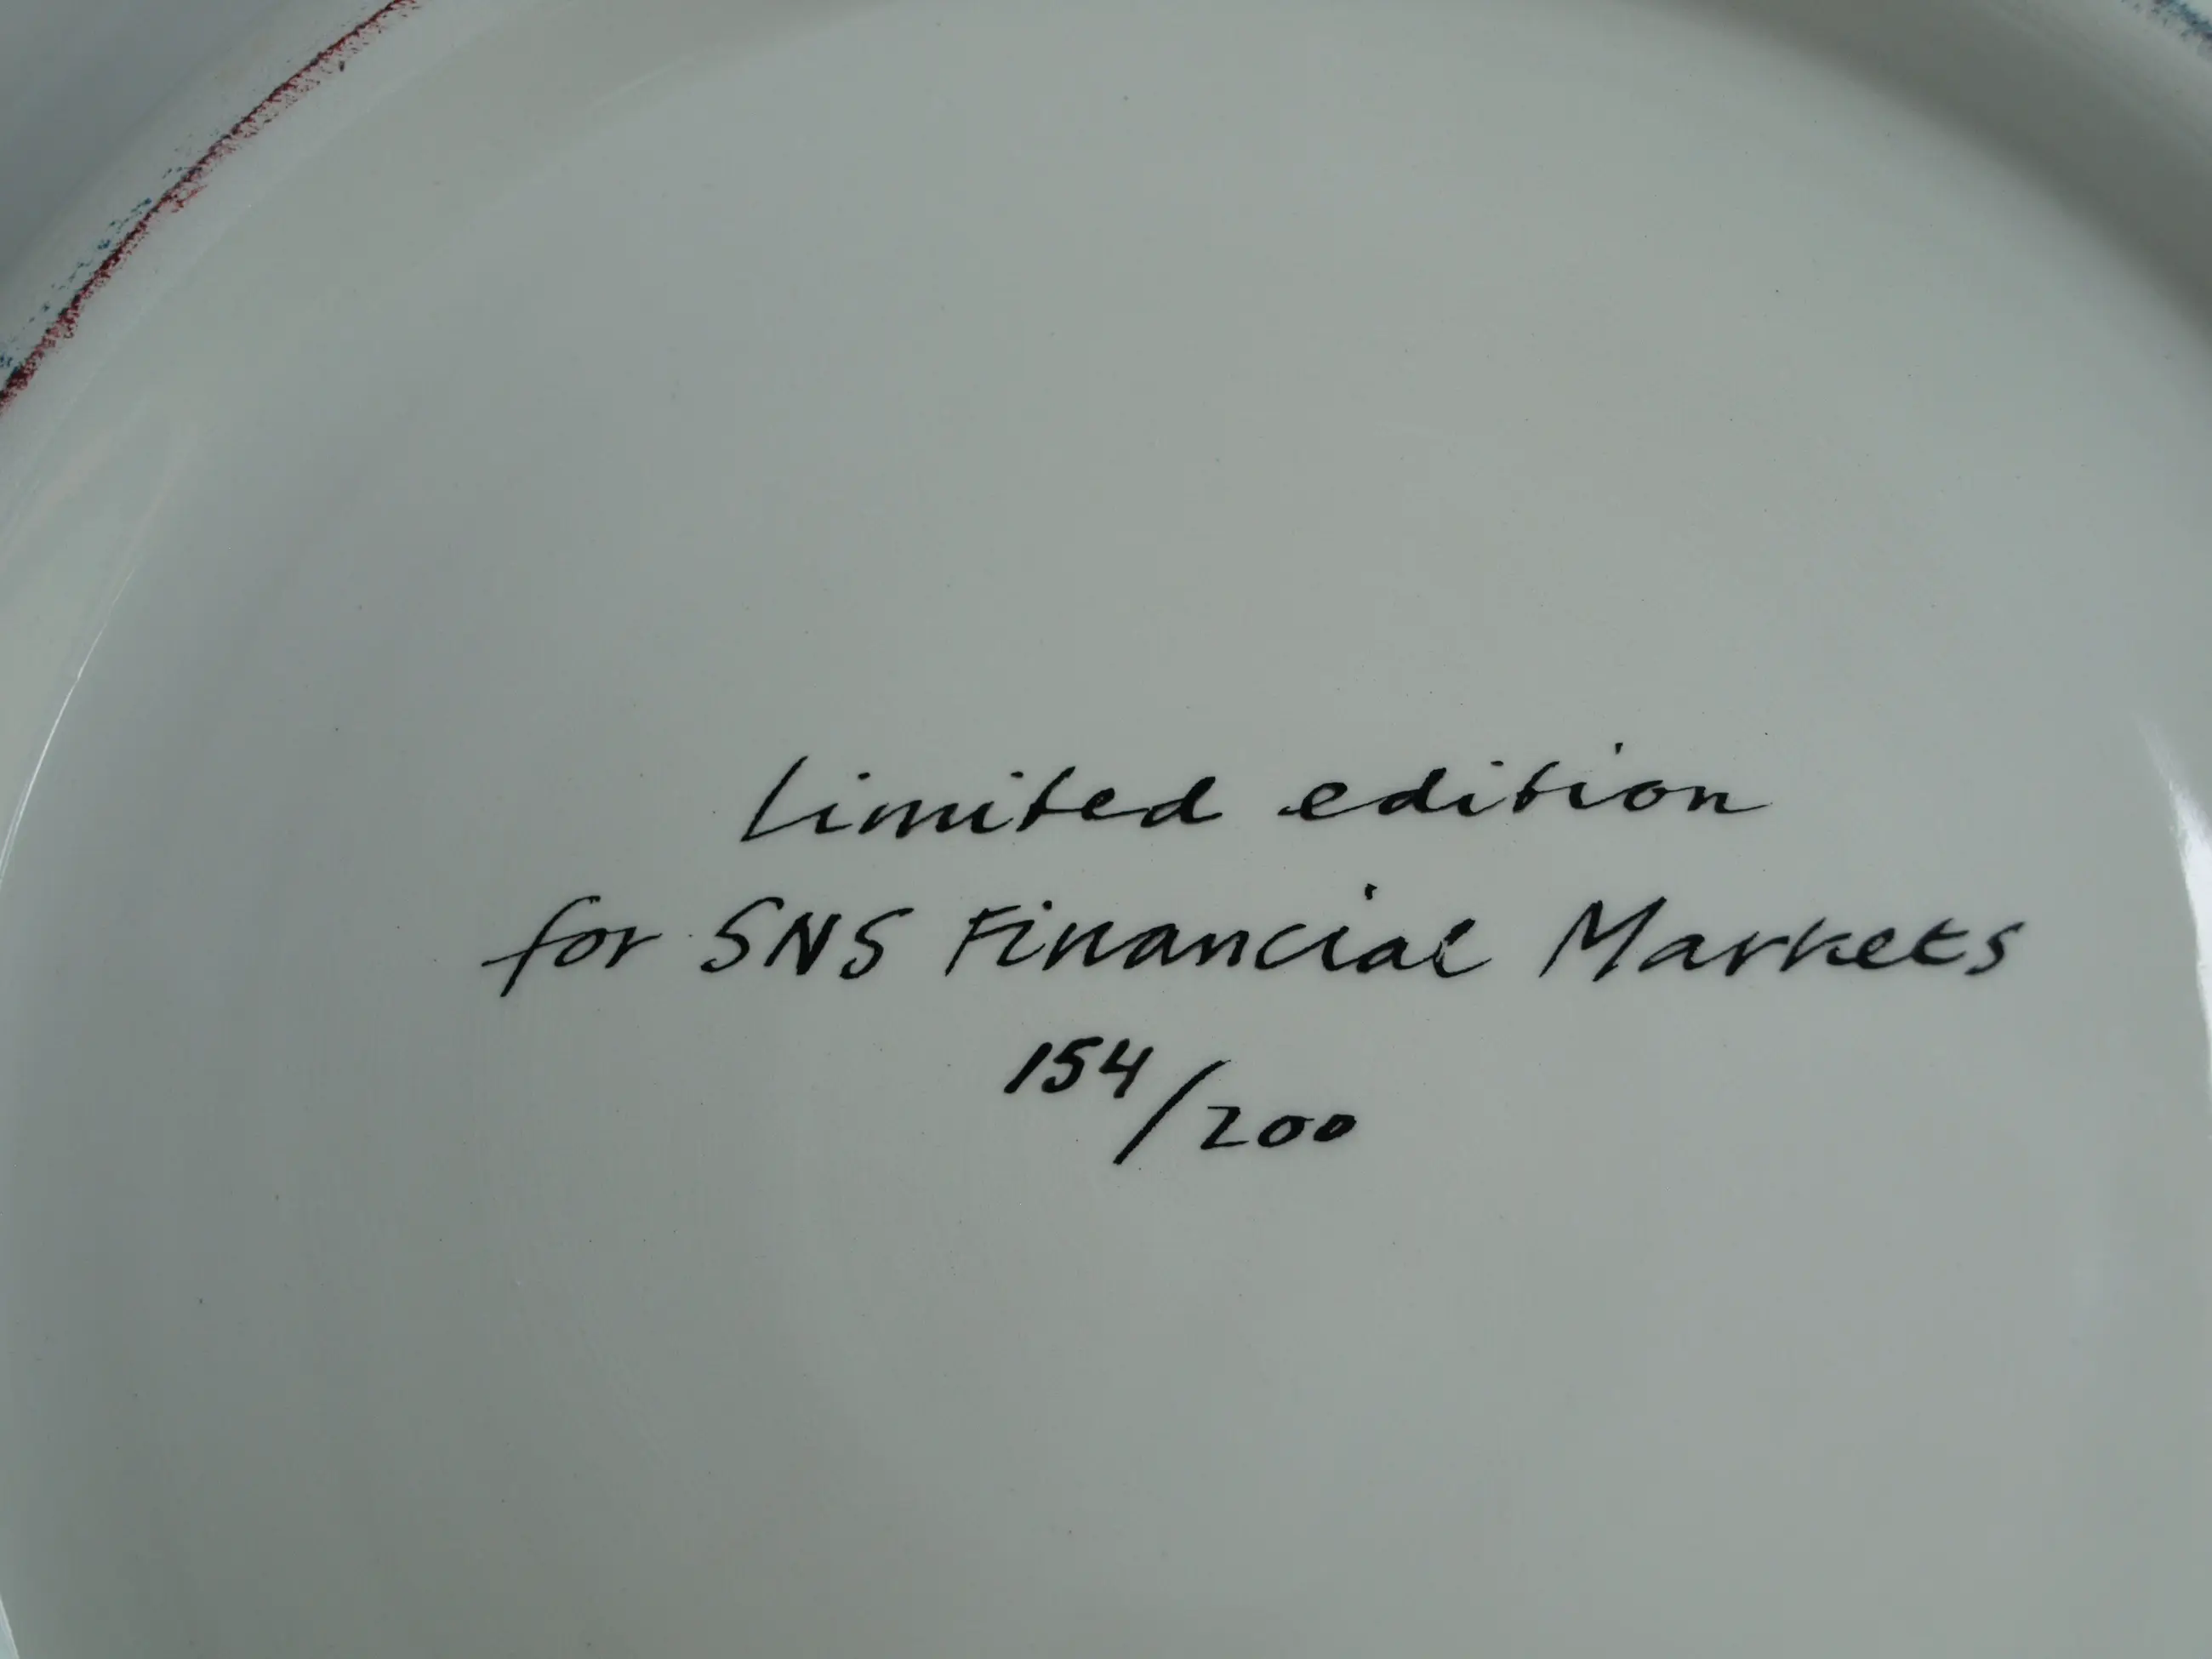 Limited edition
for SNS Financial Markets
154/200